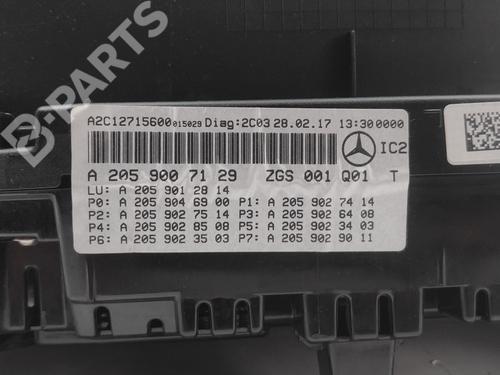 B-PARTS
A2C12715600015029 Diag:2C03 28.02.17 13:300000
IC2
A 205 900 71 29 ZGS 001 Q01 T
LU: A 205 901 28 14
P0: A 205 904 69 00 P1: A 205 902 74 14
P2: A 205 902 75 14 P3: A 205 902 64 08
P4: A 205 902 85 08 P5: A 205 902 34 03
P6: A 205 902 35 03 P7: A 205 902 90 11